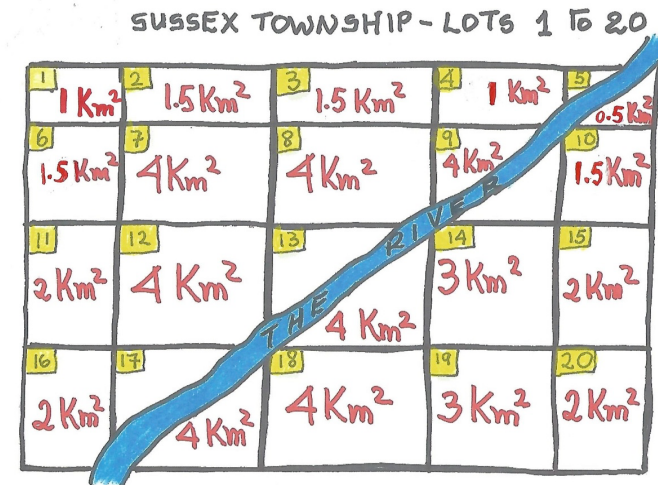 SUSSEX TOWNSHIP - LOTS 1 TO 20
1 2 3 4 5
1 Km² 1.5 Km² 1.5 Km² 1 Km² 0.5 Km²
6 7 8 9 10
1.5 Km² 4 Km² 4 Km² 4 Km² 1.5 Km²
11 12 13 14 15
2 Km² 4 Km² 4 Km² 3 Km² 2 Km²
THE RIVER
16 17 18 19 20
2 Km² 4 Km² 4 Km² 3 Km² 2 Km²